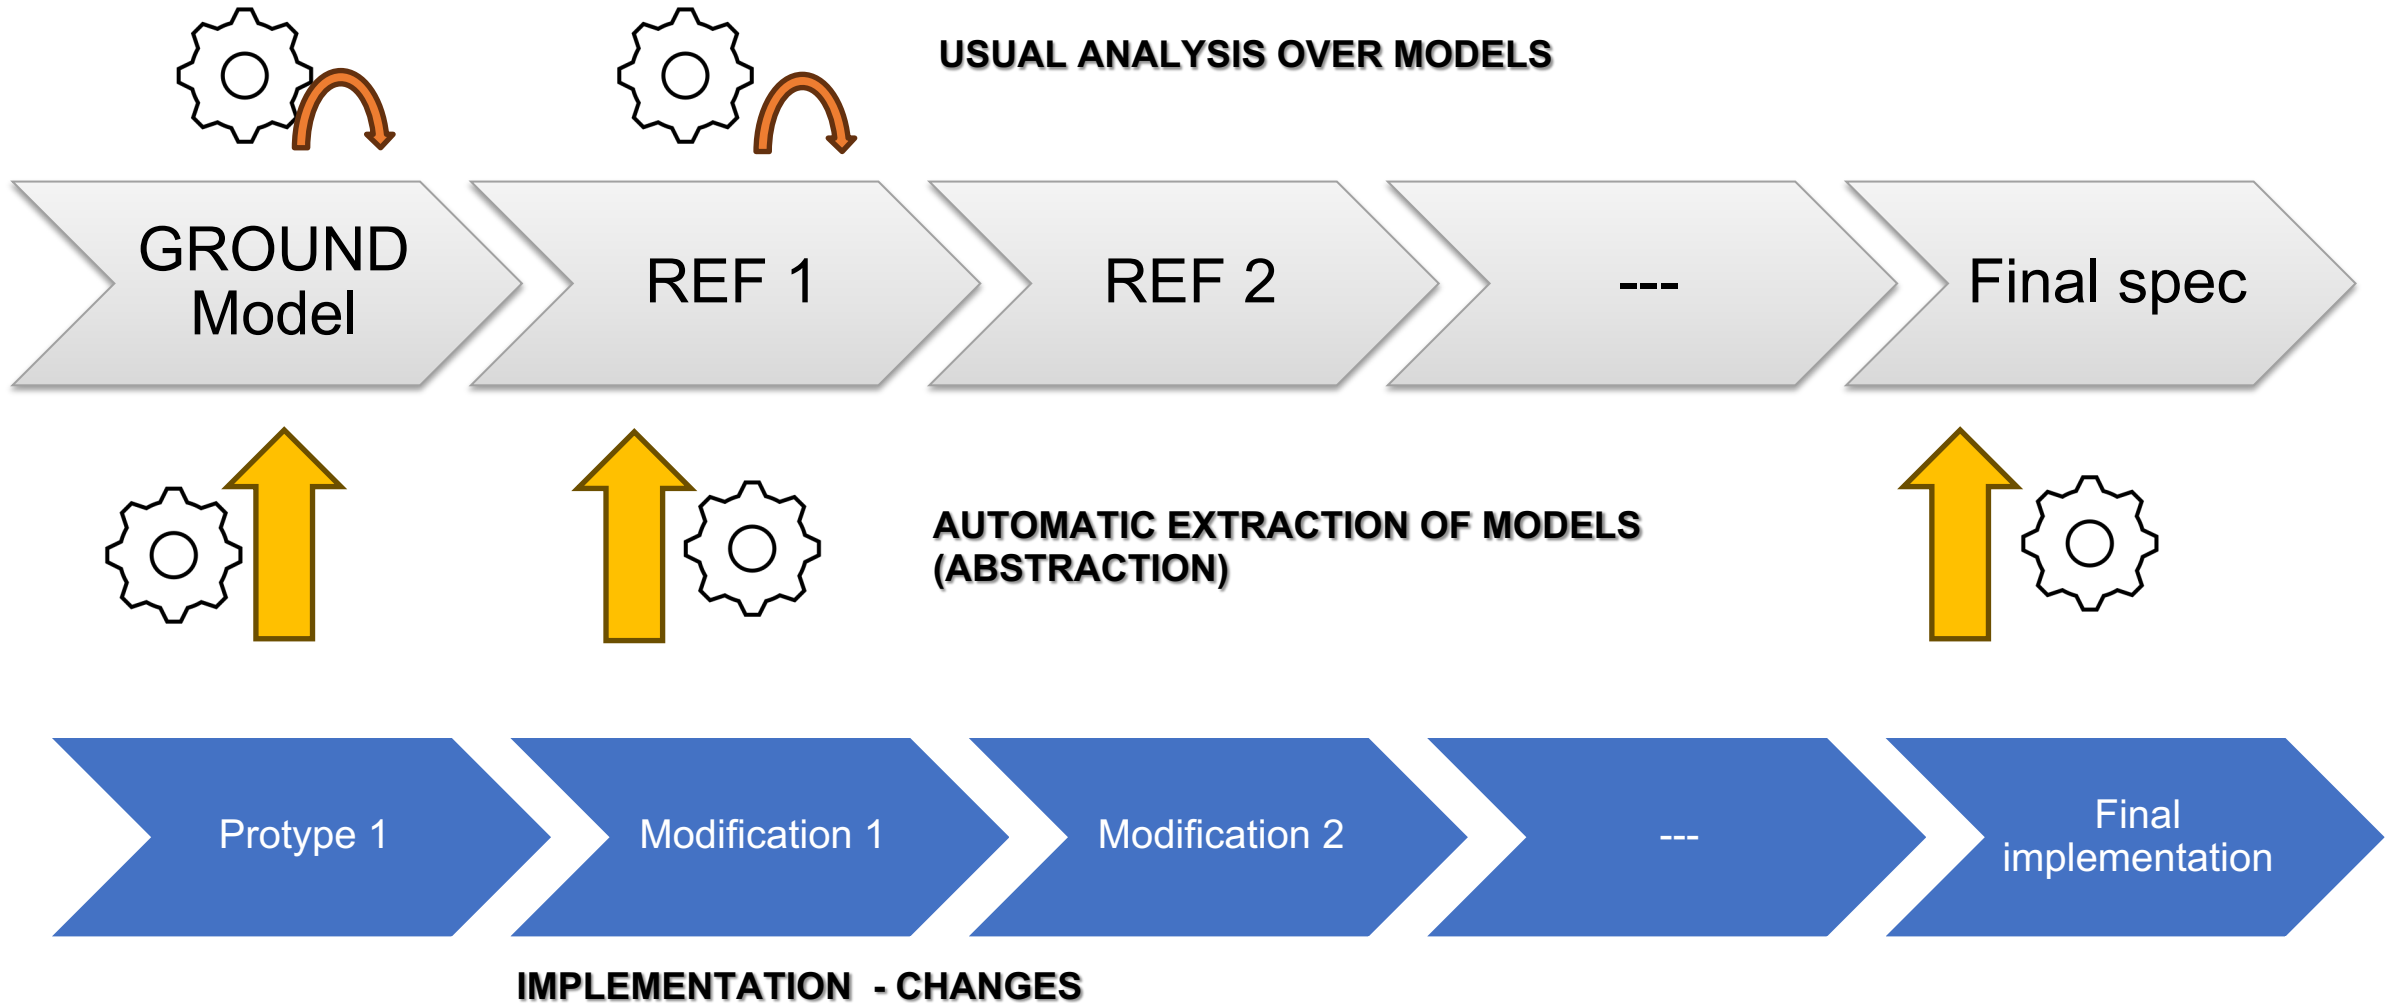 USUAL ANALYSIS OVER MODELS
GROUND
Model
REF 1
REF 2
---
Final spec
AUTOMATIC EXTRACTION OF MODELS
(ABSTRACTION)
Protype 1
Modification 1
Modification 2
---
Final
implementation
IMPLEMENTATION  - CHANGES